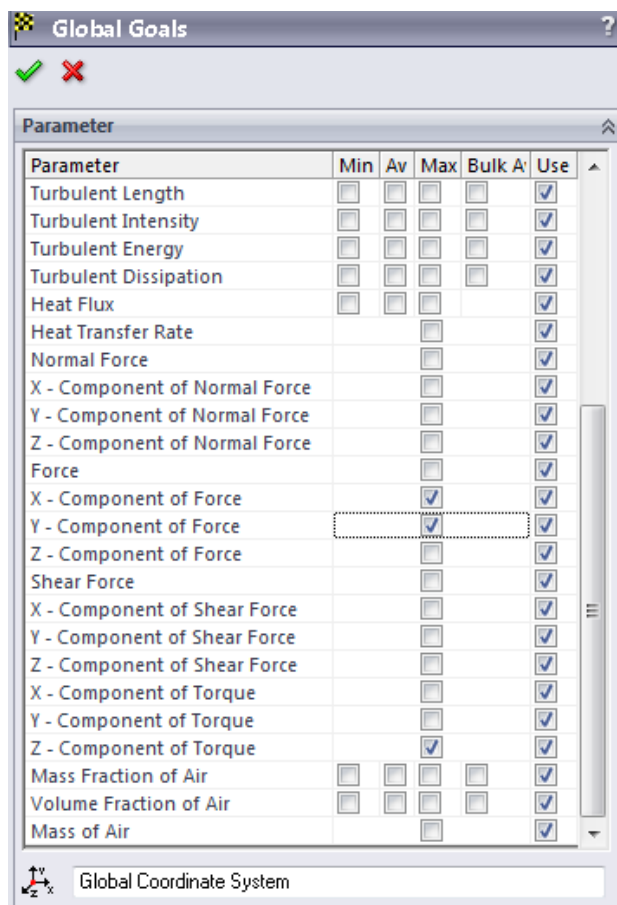 Global Goals ?
Parameter
Parameter Min Av Max Bulk A Use
Turbulent Length
Turbulent Intensity
Turbulent Energy
Turbulent Dissipation
Heat Flux
Heat Transfer Rate
Normal Force
X - Component of Normal Force
Y - Component of Normal Force
Z - Component of Normal Force
Force
X - Component of Force
Y - Component of Force
Z - Component of Force
Shear Force
X - Component of Shear Force
Y - Component of Shear Force
Z - Component of Shear Force
X - Component of Torque
Y - Component of Torque
Z - Component of Torque
Mass Fraction of Air
Volume Fraction of Air
Mass of Air
Y X Z Global Coordinate System